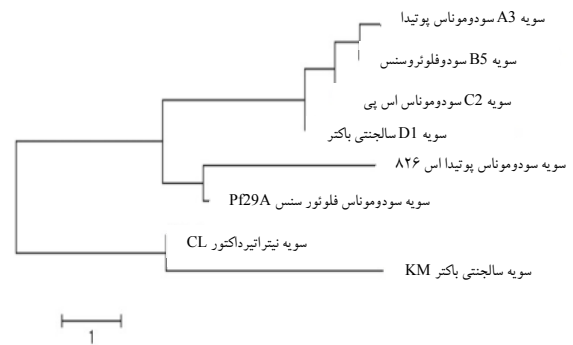 سویه A3 سودوموناس پوتیدا
سویه B5 سودوفلوئروسنس
سویه C2 سودوموناس اس پی
سویه D1 سالجنتی باکتر
سویه سودوموناس پوتیدا اس ۸۲۶
سویه سودوموناس فلوئور سنس Pf29A
سویه نیتراتیرداکتور CL
سویه سالجنتی باکتر KM
1